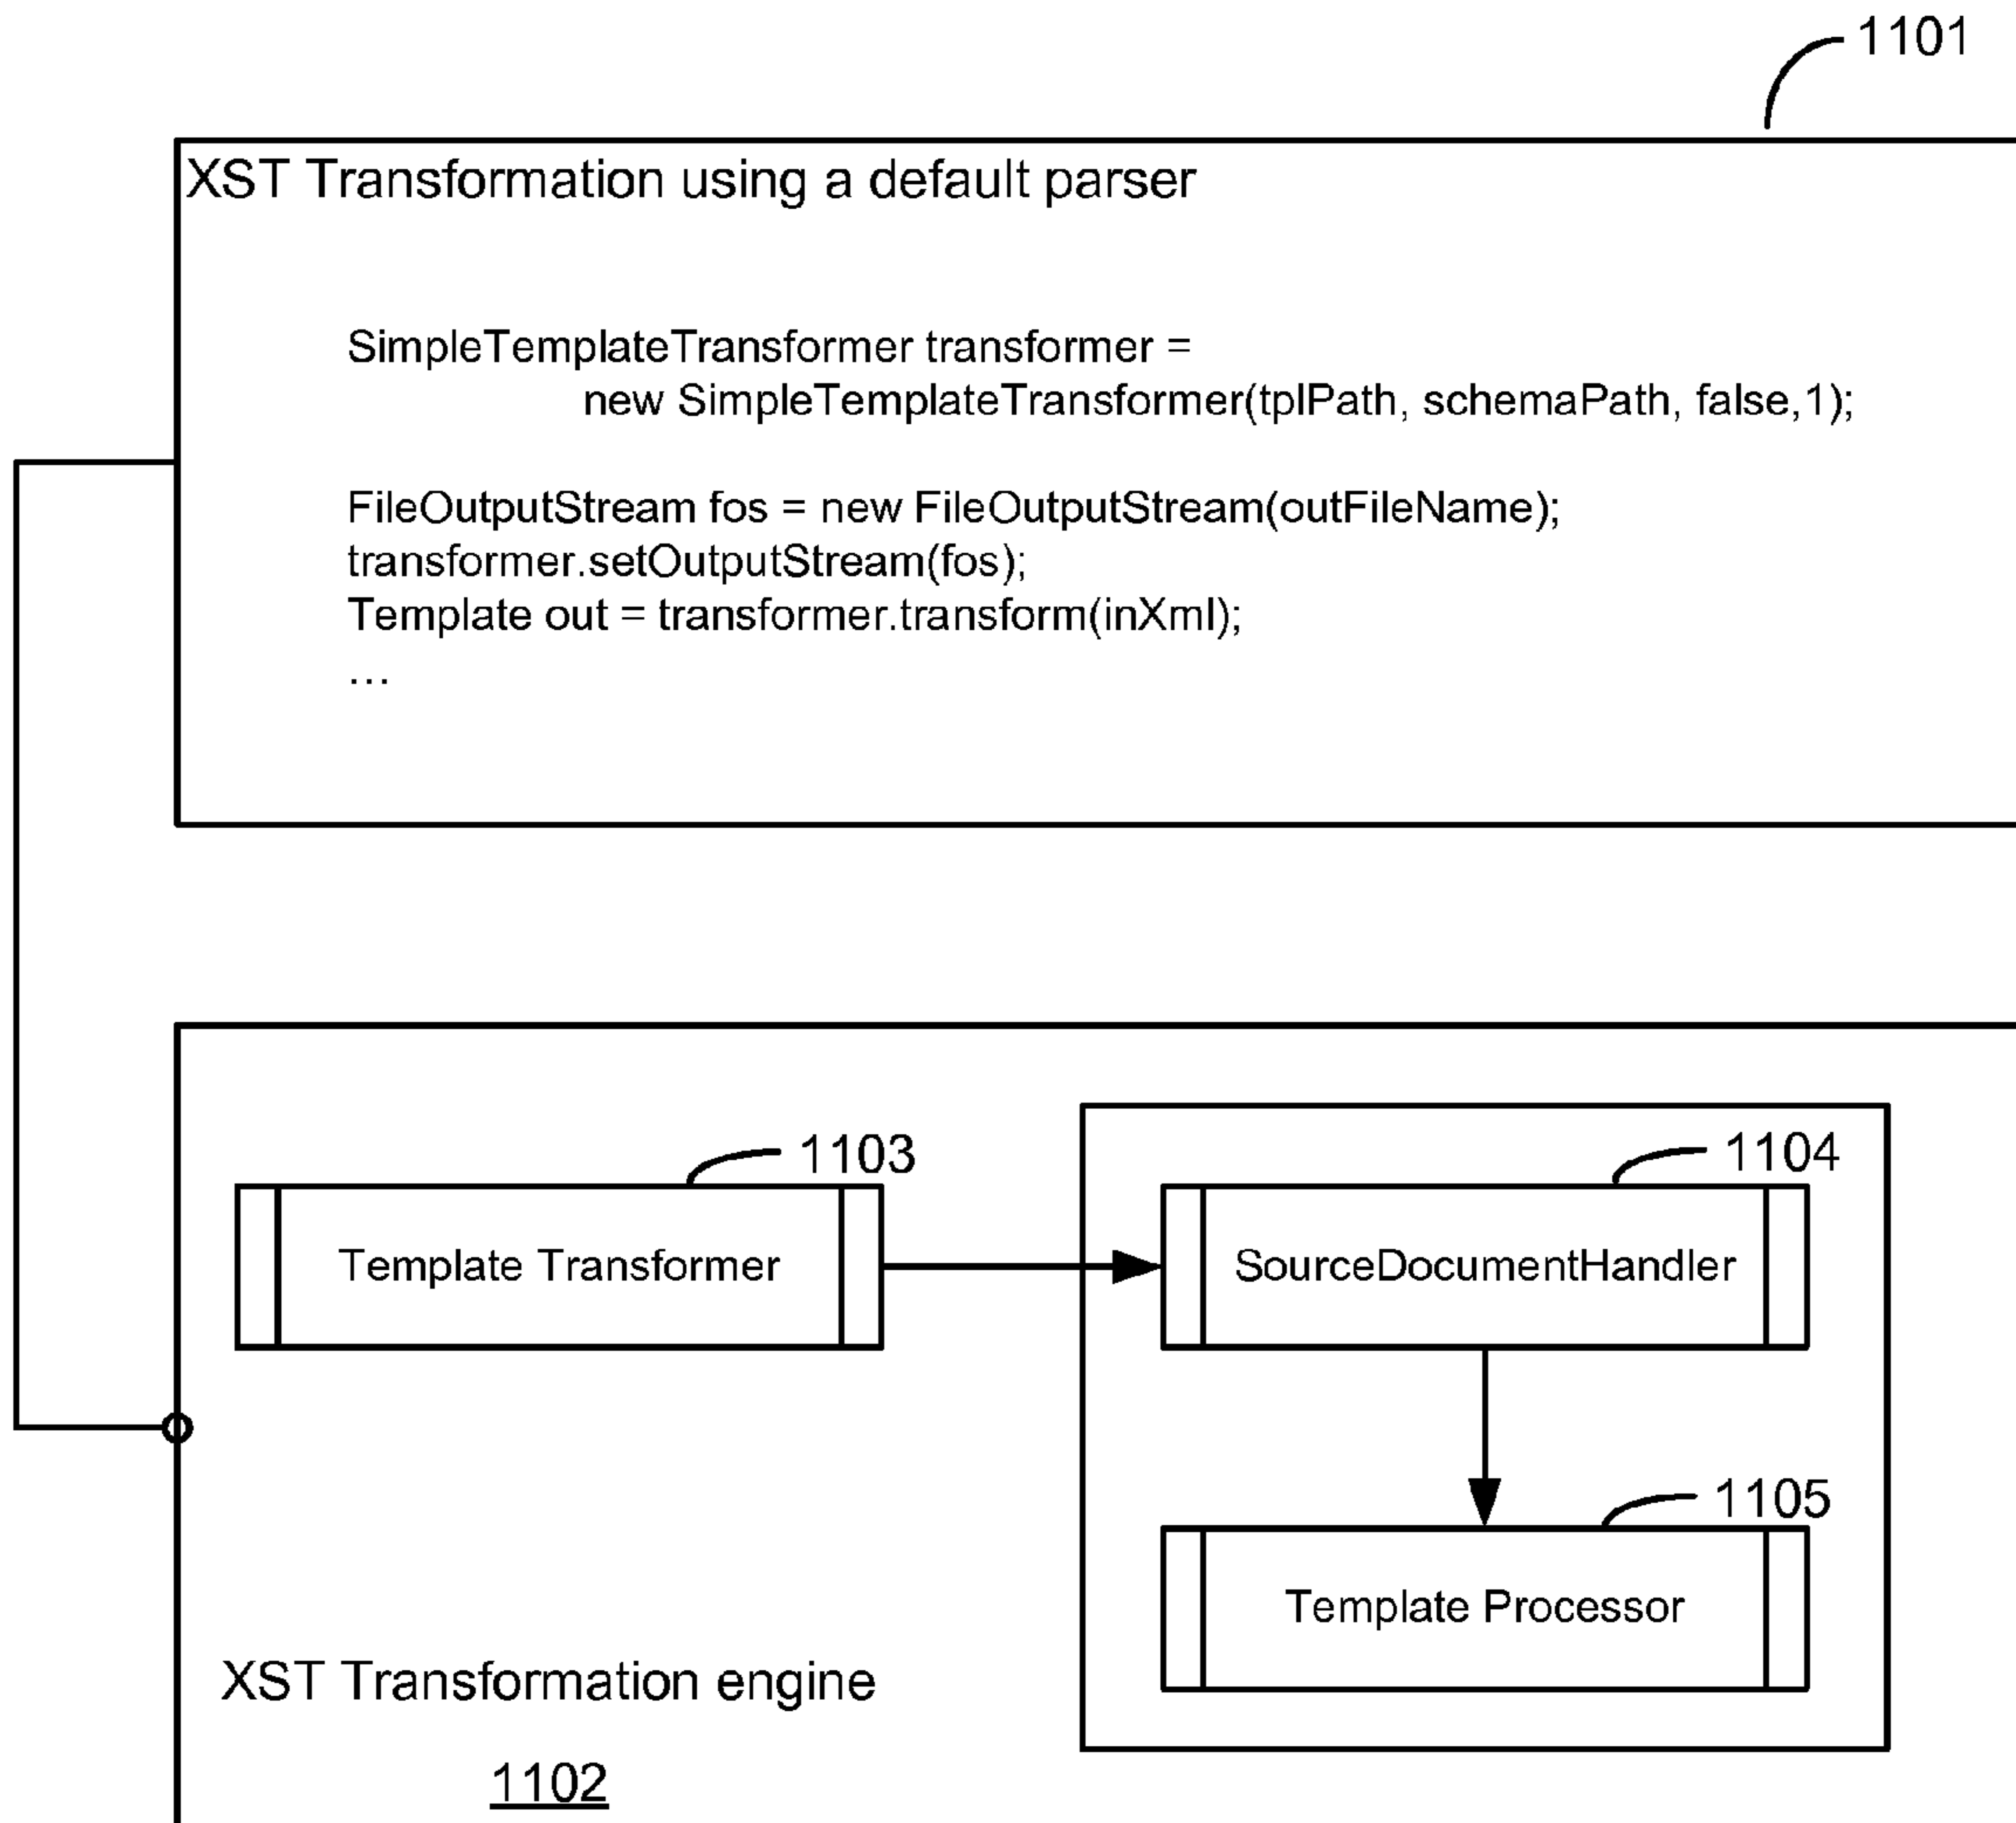 1101
XST Transformation using a default parser
SimpleTemplateTransformer transformer =
new SimpleTemplateTransformer(tplPath, schemaPath, false,1);
FileOutputStream fos = new FileOutputStream(outFileName);
transformer.setOutputStream(fos);
Template out = transformer.transform(inXml);
…
1103
1104
Template Transformer
SourceDocumentHandler
1105
Template Processor
XST Transformation engine
1102